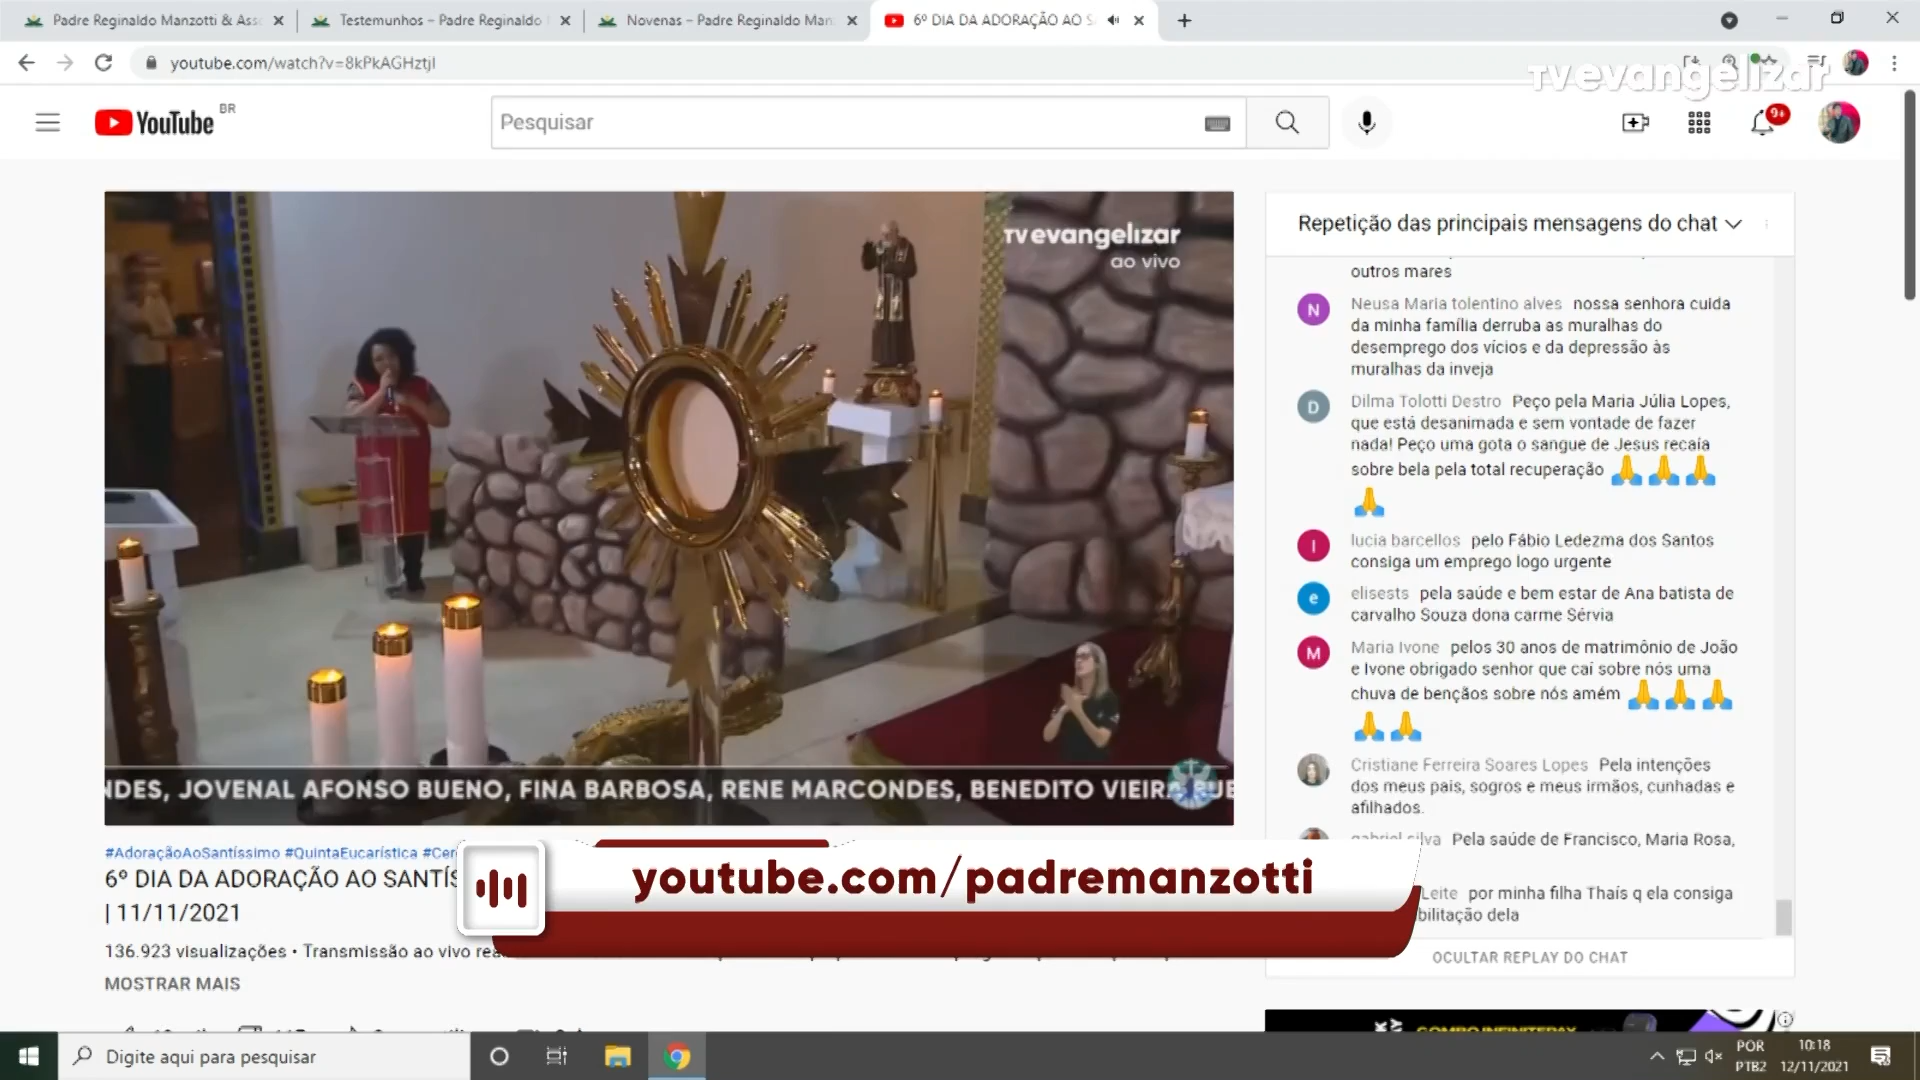 Padre Reginaldo Manzotti & Ass
Testemunhos – Padre Reginaldo
Novenas – Padre Reginaldo Man
6º DIA DA ADORAÇÃO AO S
youtube.com/watch?v=8kPkAGHztjI
TVevangelizar
YouTube BR
Pesquisar
9+
TVevangelizar
ao vivo
NDES, JOVENAL AFONSO BUENO, FINA BARBOSA, RENE MARCONDES, BENEDITO VIEIRA BUE
Repetição das principais mensagens do chat
outros mares
N
Neusa Maria tolentino alves nossa senhora cuida
da minha família derruba as muralhas do
desemprego dos vícios e da depressão às
muralhas da inveja
D
Dilma Tolotti Destro Peço pela Maria Júlia Lopes,
que está desanimada e sem vontade de fazer
nada! Peço uma gota o sangue de Jesus recaía
sobre bela pela total recuperação 🙏🙏🙏
🙏
l
lucia barcellos pelo Fábio Ledezma dos Santos
consiga um emprego logo urgente
e
elisests pela saúde e bem estar de Ana batista de
carvalho Souza dona carme Sérvia
M
Maria Ivone pelos 30 anos de matrimônio de João
e Ivone obrigado senhor que caí sobre nós uma
chuva de bençãos sobre nós amém 🙏🙏🙏
🙏🙏
Cristiane Ferreira Soares Lopes Pela intenções
dos meus pais, sogros e meus irmãos, cunhadas e
afilhados.
gabriel silva Pela saúde de Francisco, Maria Rosa,
Leite por minha filha Thaís q ela consiga
bilitação dela
OCULTAR REPLAY DO CHAT
#AdoraçãoAoSantíssimo #QuintaEucarística #Cer
6º DIA DA ADORAÇÃO AO SANTÍS
| 11/11/2021
136.923 visualizações • Transmissão ao vivo rea
MOSTRAR MAIS
youtube.com/padremanzotti
COMBO INFINITEPAY
Digite aqui para pesquisar
POR
PTB2
10:18
12/11/2021